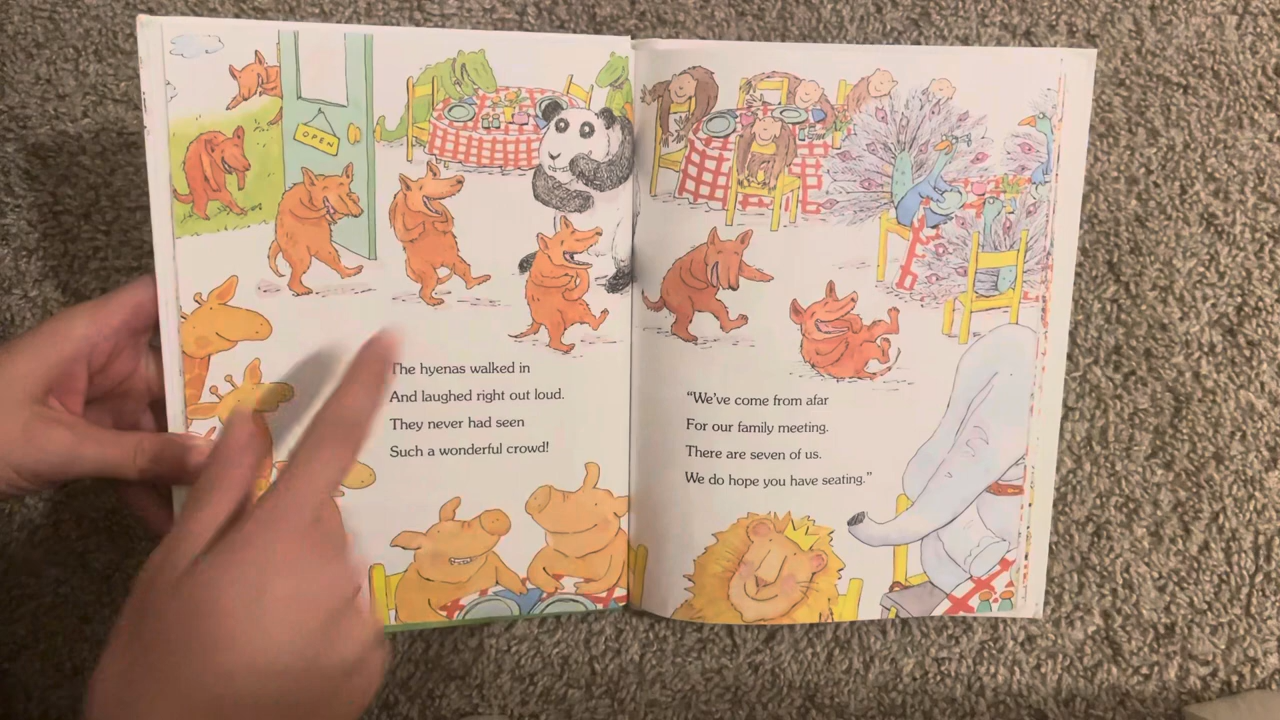 OPEN
The hyenas walked in
And laughed right out loud.
They never had seen
Such a wonderful crowd!
“We’ve come from afar
For our family meeting.
There are seven of us.
We do hope you have seating.”